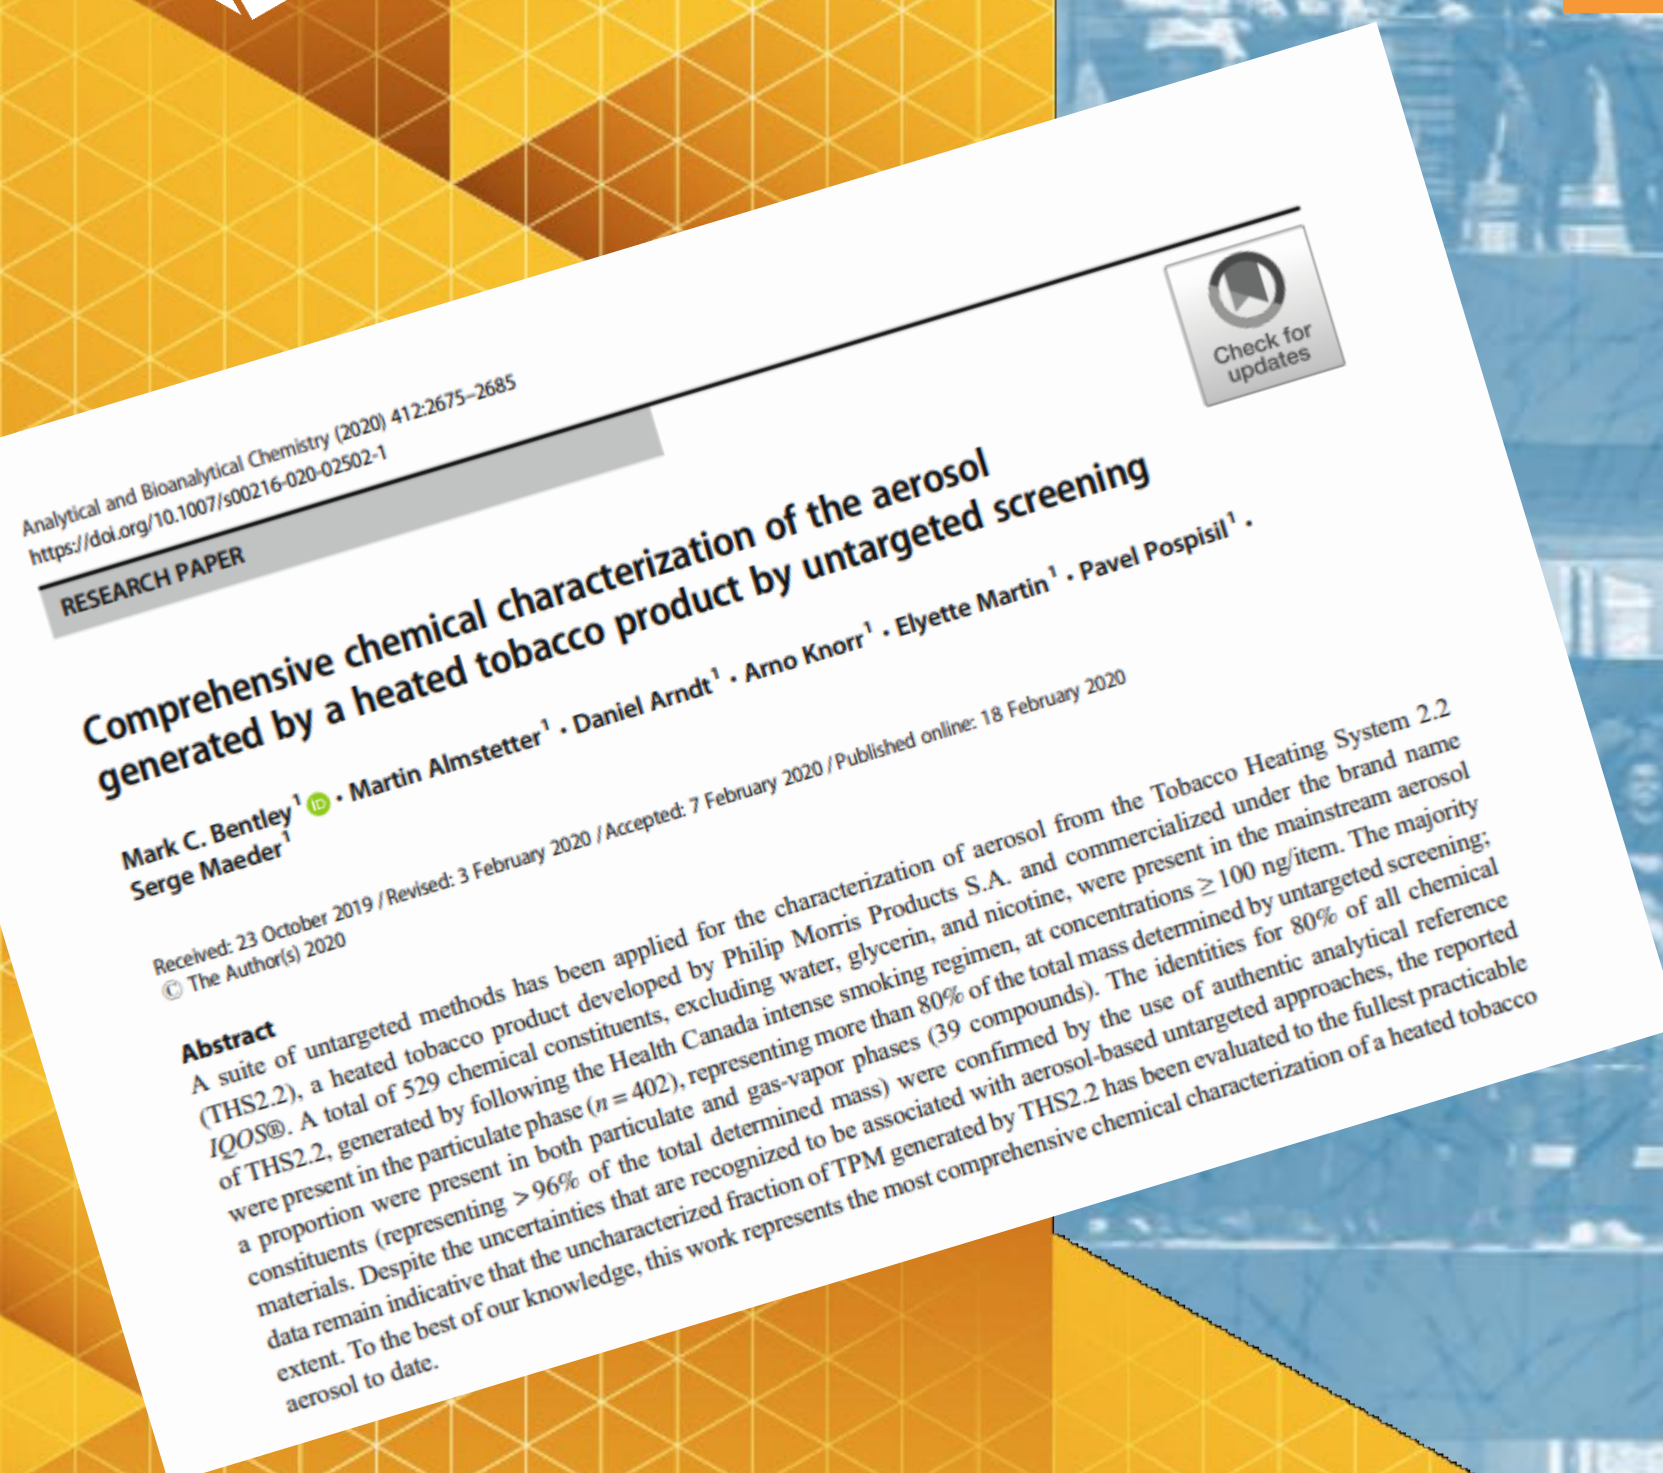 Analytical and Bioanalytical Chemistry (2020) 412:2675–2685
https://doi.org/10.1007/s00216-020-02502-1
RESEARCH PAPER
Check for
updates
Comprehensive chemical characterization of the aerosol
generated by a heated tobacco product by untargeted screening
Mark C. Bentley¹ iD · Martin Almstetter¹ · Daniel Arndt¹ · Arno Knorr¹ · Elyette Martin¹ · Pavel Pospisil¹ ·
Serge Maeder¹
Received: 23 October 2019 / Revised: 3 February 2020 / Accepted: 7 February 2020 / Published online: 18 February 2020
© The Author(s) 2020
Abstract
A suite of untargeted methods has been applied for the characterization of aerosol from the Tobacco Heating System 2.2
(THS2.2), a heated tobacco product developed by Philip Morris Products S.A. and commercialized under the brand name
IQOS®. A total of 529 chemical constituents, excluding water, glycerin, and nicotine, were present in the mainstream aerosol
of THS2.2, generated by following the Health Canada intense smoking regimen, at concentrations ≥ 100 ng/item. The majority
were present in the particulate phase (n = 402), representing more than 80% of the total mass determined by untargeted screening;
a proportion were present in both particulate and gas-vapor phases (39 compounds). The identities for 80% of all chemical
constituents (representing > 96% of the total determined mass) were confirmed by the use of authentic analytical reference
materials. Despite the uncertainties that are recognized to be associated with aerosol-based untargeted approaches, the reported
data remain indicative that the uncharacterized fraction of TPM generated by THS2.2 has been evaluated to the fullest practicable
extent. To the best of our knowledge, this work represents the most comprehensive chemical characterization of a heated tobacco
aerosol to date.